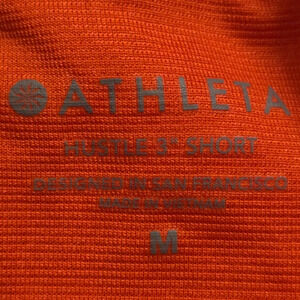 ATHLETA
HUSTLE 3" SHORT
DESIGNED IN SAN FRANCISCO
MADE IN VIETNAM
M